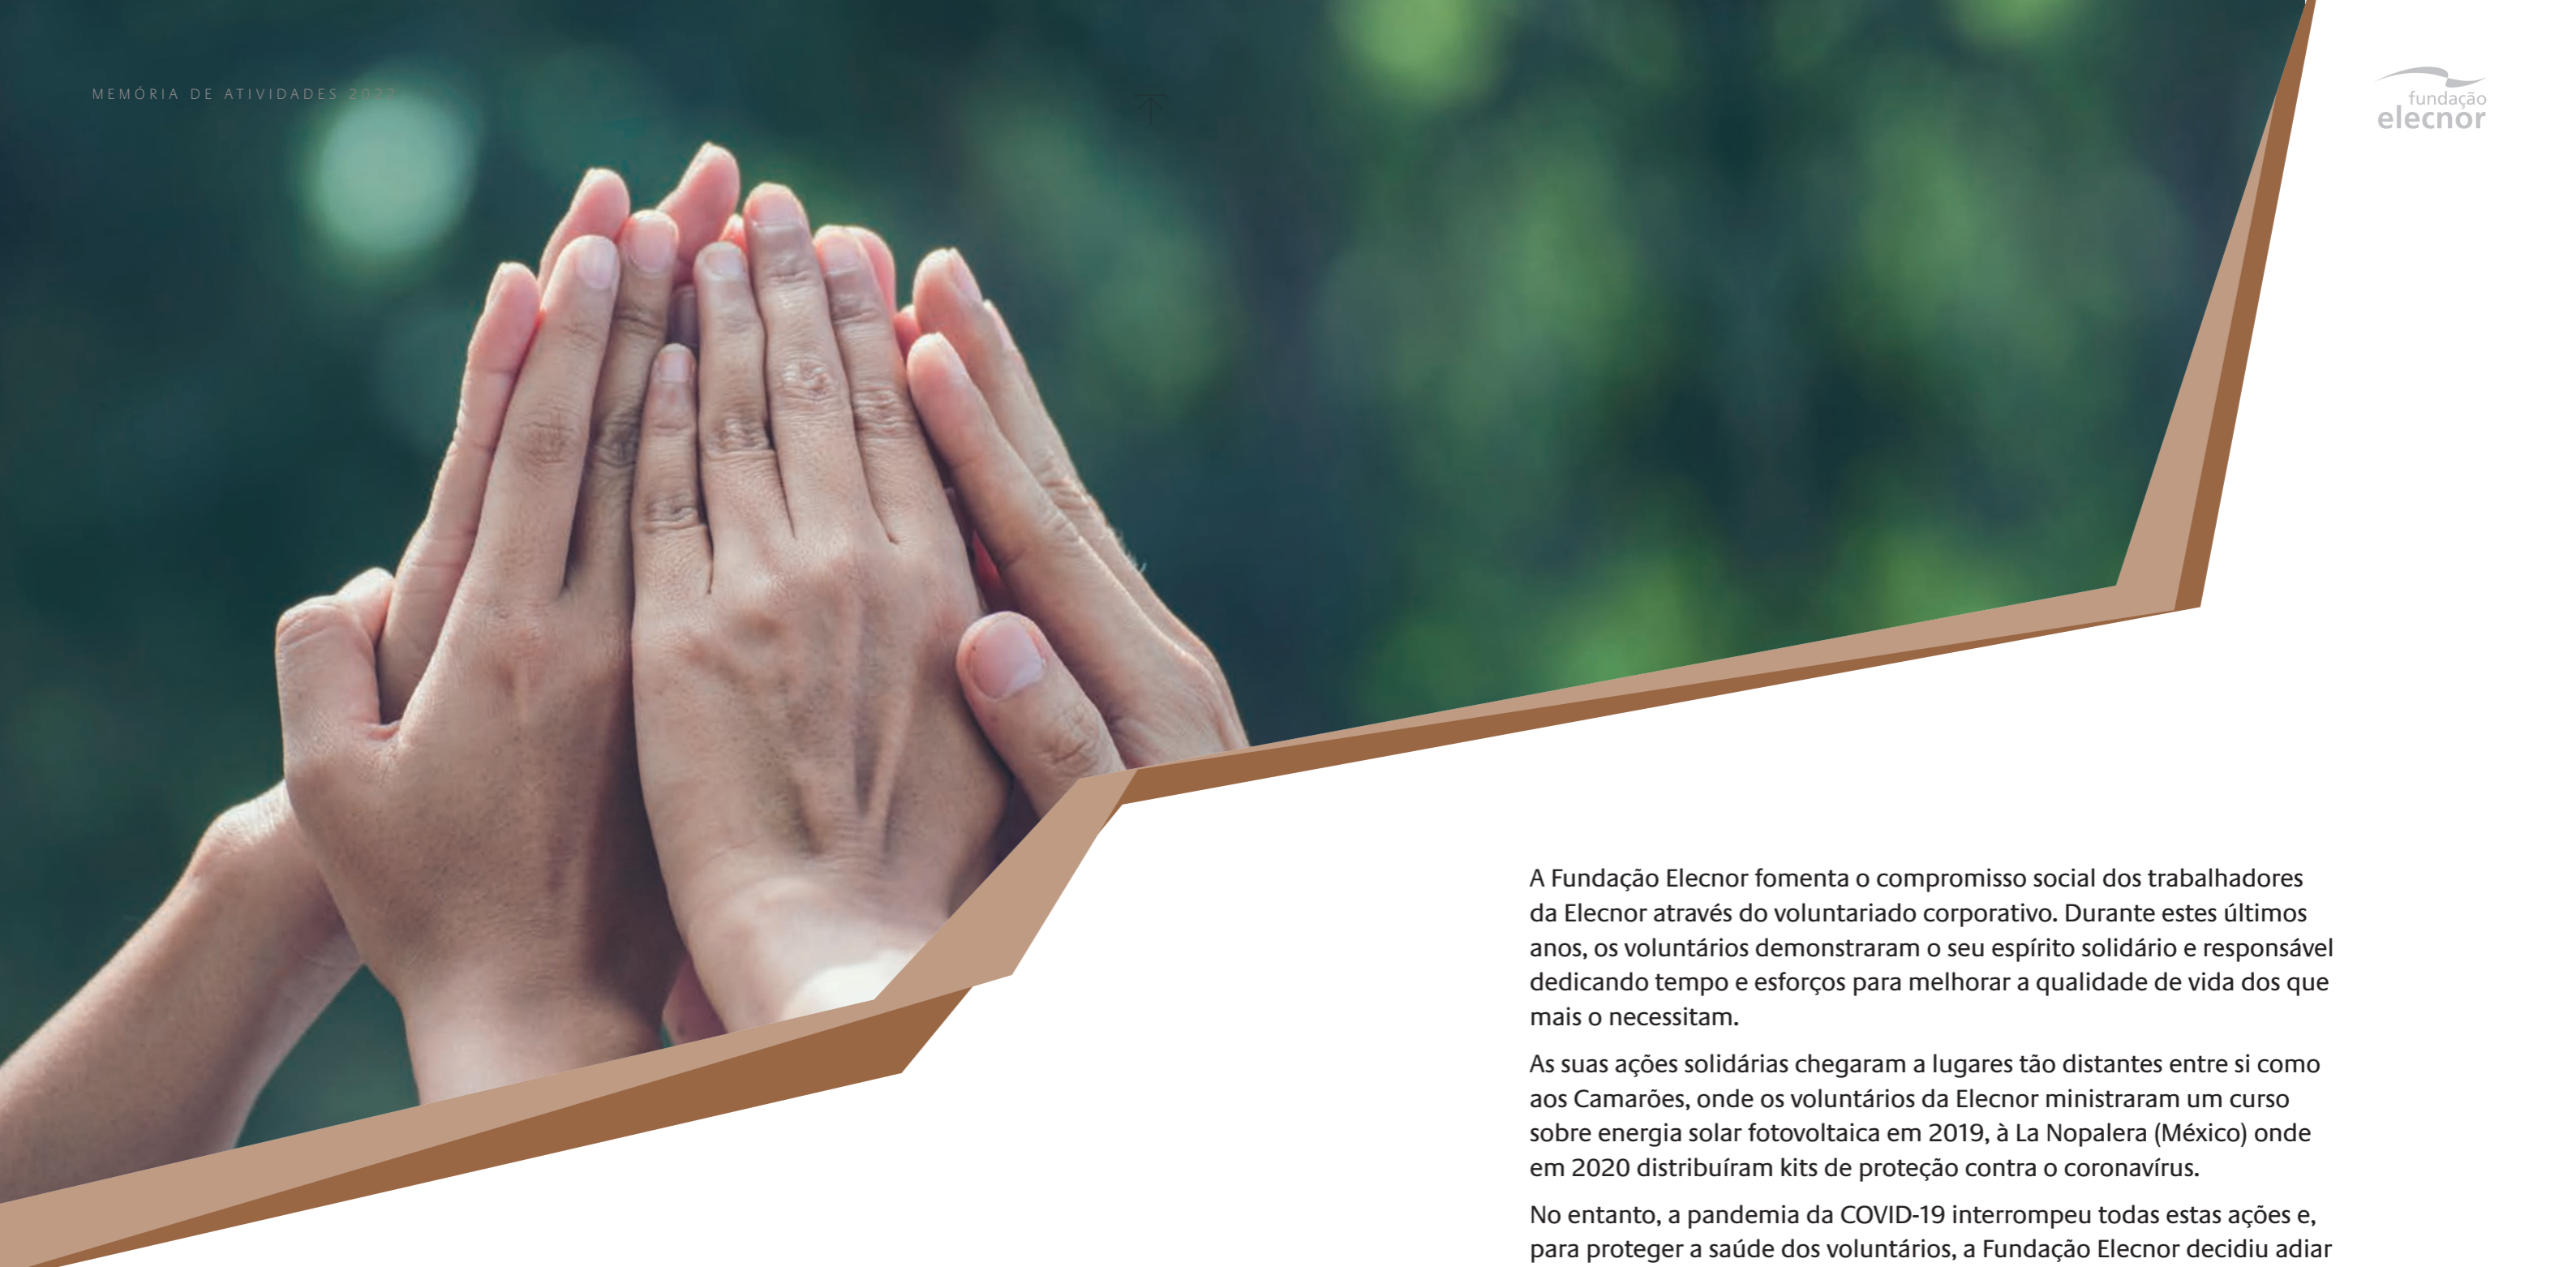 MEMÓRIA DE ATIVIDADES 2022
fundação
elecnor
A Fundação Elecnor fomenta o compromisso social dos trabalhadores
da Elecnor através do voluntariado corporativo. Durante estes últimos
anos, os voluntários demonstraram o seu espírito solidário e responsável
dedicando tempo e esforços para melhorar a qualidade de vida dos que
mais o necessitam.
As suas ações solidárias chegaram a lugares tão distantes entre si como
aos Camarões, onde os voluntários da Elecnor ministraram um curso
sobre energia solar fotovoltaica em 2019, à La Nopalera (México) onde
em 2020 distribuíram kits de proteção contra o coronavírus.
No entanto, a pandemia da COVID-19 interrompeu todas estas ações e,
para proteger a saúde dos voluntários, a Fundação Elecnor decidiu adiar